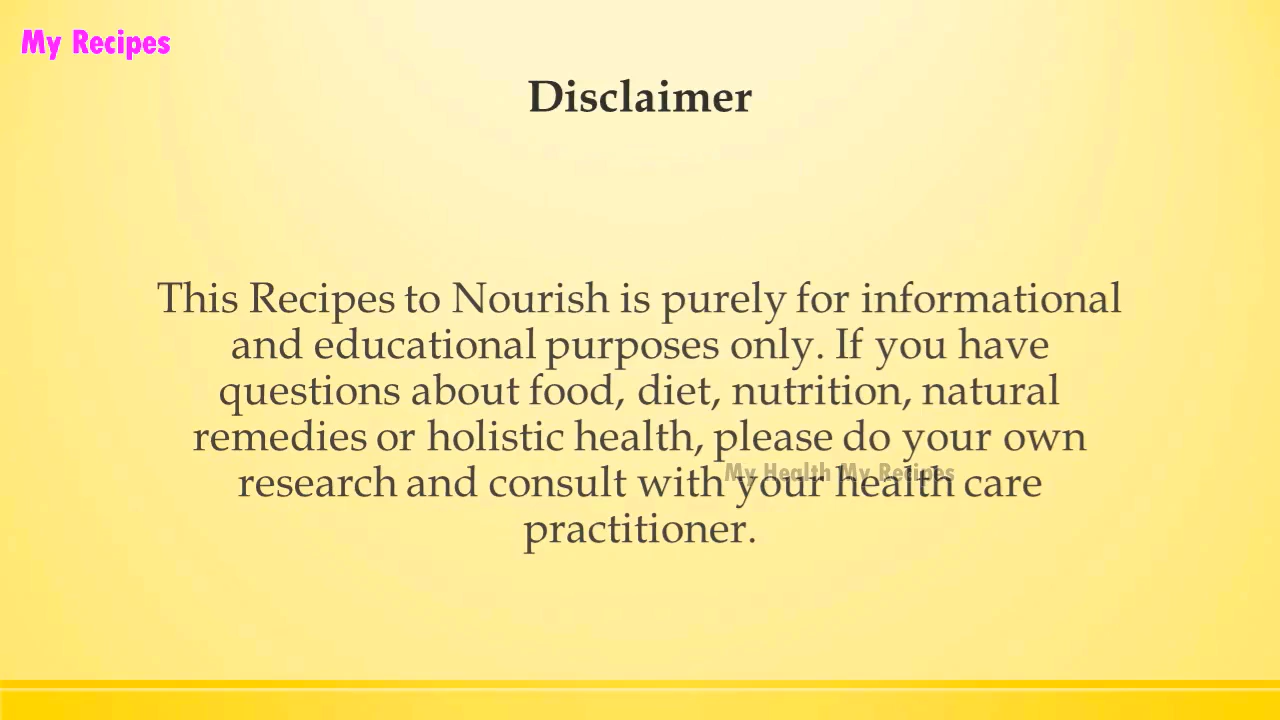 My Recipes
Disclaimer
This Recipes to Nourish is purely for informational
and educational purposes only. If you have
questions about food, diet, nutrition, natural
remedies or holistic health, please do your own
My Health My Recipes
research and consult with your health care
practitioner.